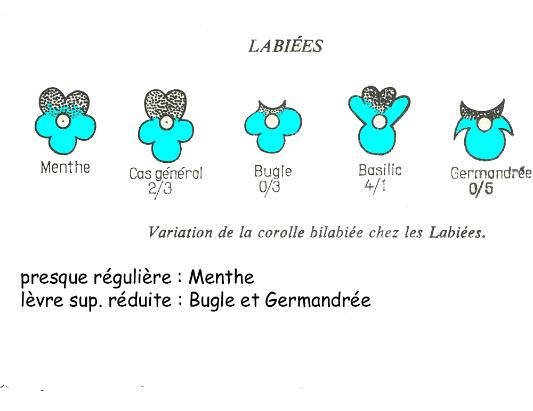 LABIÉES
Menthe
Cas général
2/3
Bugle
0/3
Basilic
4/1
Germandrée
0/5
Variation de la corolle bilabiée chez les Labiées.
presque régulière : Menthe
lèvre sup. réduite : Bugle et Germandrée